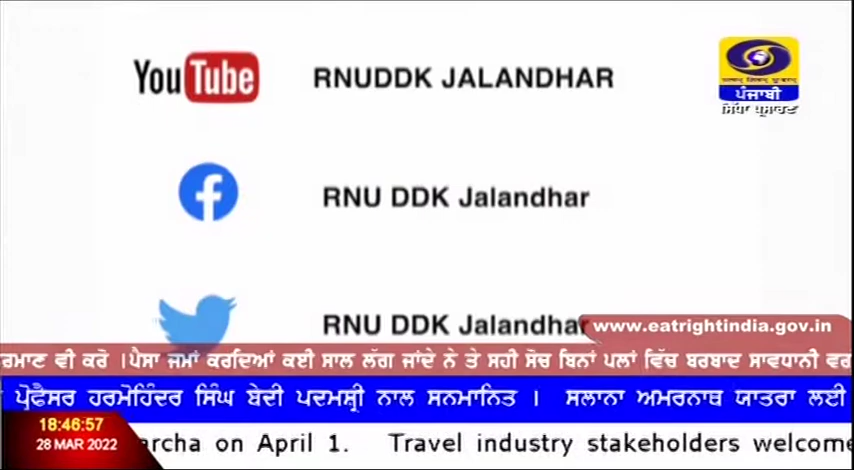 YouTube RNUDDK JALANDHAR
ਪੰਜਾਬੀ
ਸਿੱਧਾ ਪ੍ਰਸਾਰਣ
RNU DDK Jalandhar
RNU DDK Jalandhar
www.eatrightindia.gov.in
ਰਮਾਣ ਵੀ ਕਰੋ ।ਪੈਸਾ ਜਮਾਂ ਕਰਦਿਆਂ ਕਈ ਸਾਲ ਲੱਗ ਜਾਂਦੇ ਨੇ ਤੇ ਸਹੀ ਸੋਚ ਬਿਨਾਂ ਪਲਾਂ ਵਿੱਚ ਬਰਬਾਦ ਸਾਵਧਾਨੀ ਵਰ
ਪ੍ਰੋਫੈਸਰ ਹਰਮੋਹਿੰਦਰ ਸਿੰਘ ਬੇਦੀ ਪਦਮਸ਼੍ਰੀ ਨਾਲ ਸਨਮਾਨਿਤ । ਸਲਾਨਾ ਅਮਰਨਾਥ ਯਾਤਰਾ ਲਈ
18:46:57
28 MAR 2022
archa on April 1. Travel industry stakeholders welcome